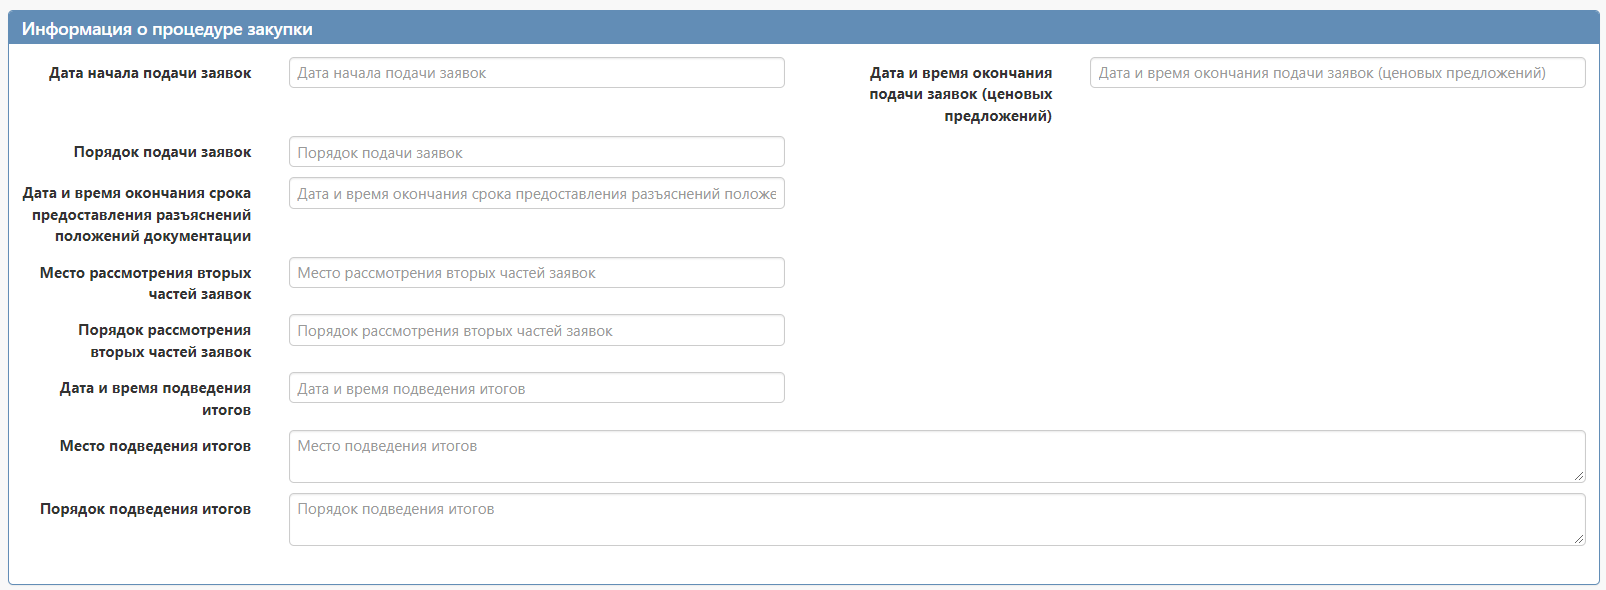 Информация о процедуре закупки
Дата начала подачи заявок
Дата начала подачи заявок
Дата и время окончания
подачи заявок (ценовых
предложений)
Дата и время окончания подачи заявок (ценовых предложений)
Порядок подачи заявок
Порядок подачи заявок
Дата и время окончания срока
предоставления разъяснений
положений документации
Дата и время окончания срока предоставления разъяснений положе
Место рассмотрения вторых
частей заявок
Место рассмотрения вторых частей заявок
Порядок рассмотрения
вторых частей заявок
Порядок рассмотрения вторых частей заявок
Дата и время подведения
итогов
Дата и время подведения итогов
Место подведения итогов
Место подведения итогов
Порядок подведения итогов
Порядок подведения итогов